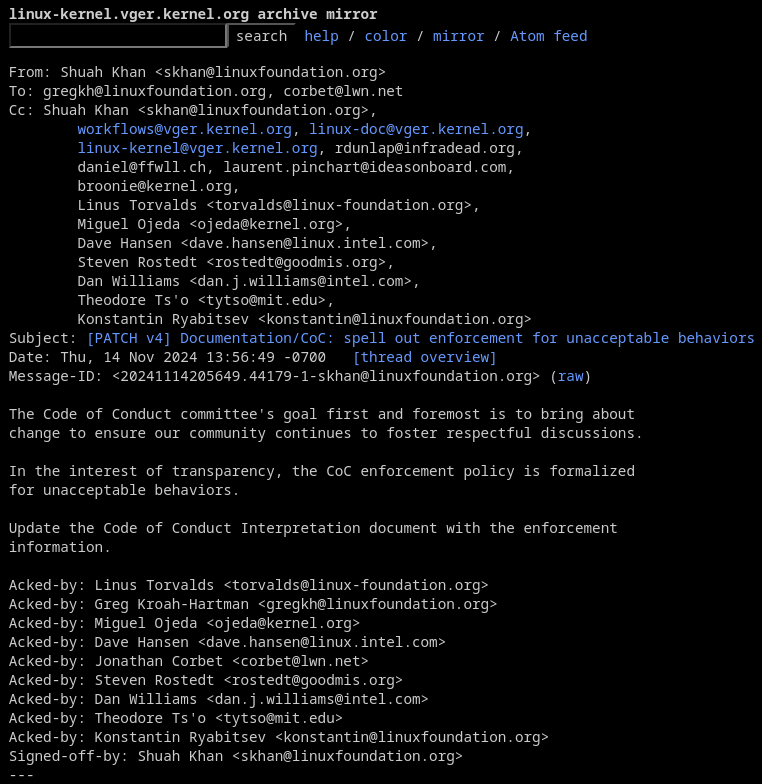 linux-kernel.vger.kernel.org archive mirror
search help / color / mirror / Atom feed
From: Shuah Khan <skhan@linuxfoundation.org>
To: gregkh@linuxfoundation.org, corbet@lwn.net
Cc: Shuah Khan <skhan@linuxfoundation.org>,
workflows@vger.kernel.org, linux-doc@vger.kernel.org,
linux-kernel@vger.kernel.org, rdunlap@infradead.org,
daniel@ffwll.ch, laurent.pinchart@ideasonboard.com,
broonie@kernel.org,
Linus Torvalds <torvalds@linux-foundation.org>,
Miguel Ojeda <ojeda@kernel.org>,
Dave Hansen <dave.hansen@linux.intel.com>,
Steven Rostedt <rostedt@goodmis.org>,
Dan Williams <dan.j.williams@intel.com>,
Theodore Ts'o <tytso@mit.edu>,
Konstantin Ryabitsev <konstantin@linuxfoundation.org>
Subject: [PATCH v4] Documentation/CoC: spell out enforcement for unacceptable behaviors
Date: Thu, 14 Nov 2024 13:56:49 -0700 [thread overview]
Message-ID: <20241114205649.44179-1-skhan@linuxfoundation.org> (raw)
The Code of Conduct committee's goal first and foremost is to bring about
change to ensure our community continues to foster respectful discussions.
In the interest of transparency, the CoC enforcement policy is formalized
for unacceptable behaviors.
Update the Code of Conduct Interpretation document with the enforcement
information.
Acked-by: Linus Torvalds <torvalds@linux-foundation.org>
Acked-by: Greg Kroah-Hartman <gregkh@linuxfoundation.org>
Acked-by: Miguel Ojeda <ojeda@kernel.org>
Acked-by: Dave Hansen <dave.hansen@linux.intel.com>
Acked-by: Jonathan Corbet <corbet@lwn.net>
Acked-by: Steven Rostedt <rostedt@goodmis.org>
Acked-by: Dan Williams <dan.j.williams@intel.com>
Acked-by: Theodore Ts'o <tytso@mit.edu>
Acked-by: Konstantin Ryabitsev <konstantin@linuxfoundation.org>
Signed-off-by: Shuah Khan <skhan@linuxfoundation.org>
---